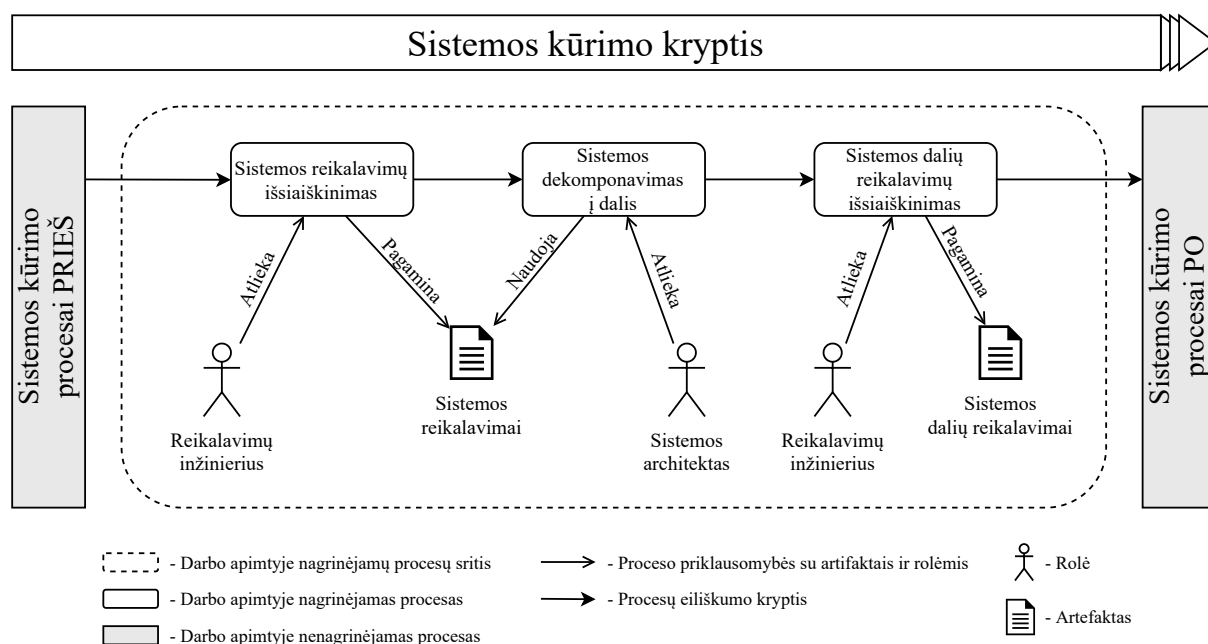 Sistemos kūrimo kryptis
Sistemos kūrimo
procesai PRIEŠ
Sistemos reikalavimų
išsiaiškinimas
Sistemos
dekomponavimas
į dalis
Sistemos dalių
reikalavimų
išsiaiškinimas
Sistemos kūrimo
procesai PO
Atlieka
Pagamina
Naudoja
Atlieka
Atlieka
Pagamina
Reikalavimų
inžinierius
Sistemos
reikalavimai
Sistemos
architektas
Reikalavimų
inžinierius
Sistemos
dalių reikalavimai
- Darbo apimtyje nagrinėjamų procesų sritis
- Darbo apimtyje nagrinėjamas procesas
- Darbo apimtyje nenagrinėjamas procesas
- Proceso priklausomybės su artifaktais ir rolėmis
- Procesų eiliškumo kryptis
- Rolė
- Artefaktas